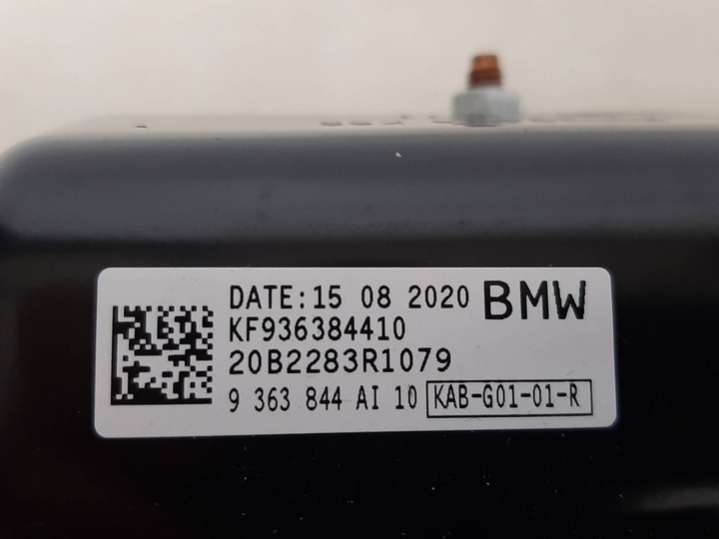 DATE:15 08 2020 BMW
KF936384410
20B2283R1079
9 363 844 AI 10 KAB-G01-01-R